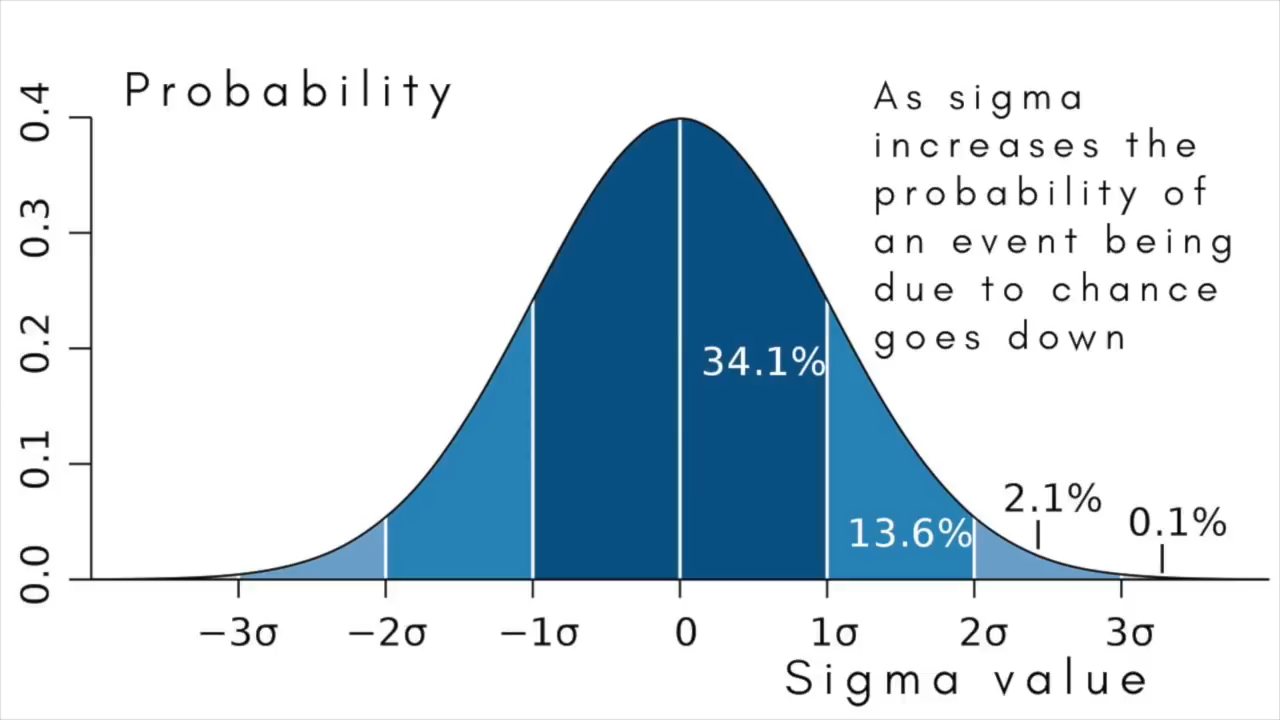 Probability
As sigma
increases the
probability of
an event being
due to chance
goes down
0.4
0.3
0.2
0.1
0.0
34.1%
13.6%
2.1%
0.1%
−3σ −2σ −1σ 0 1σ 2σ 3σ
Sigma value